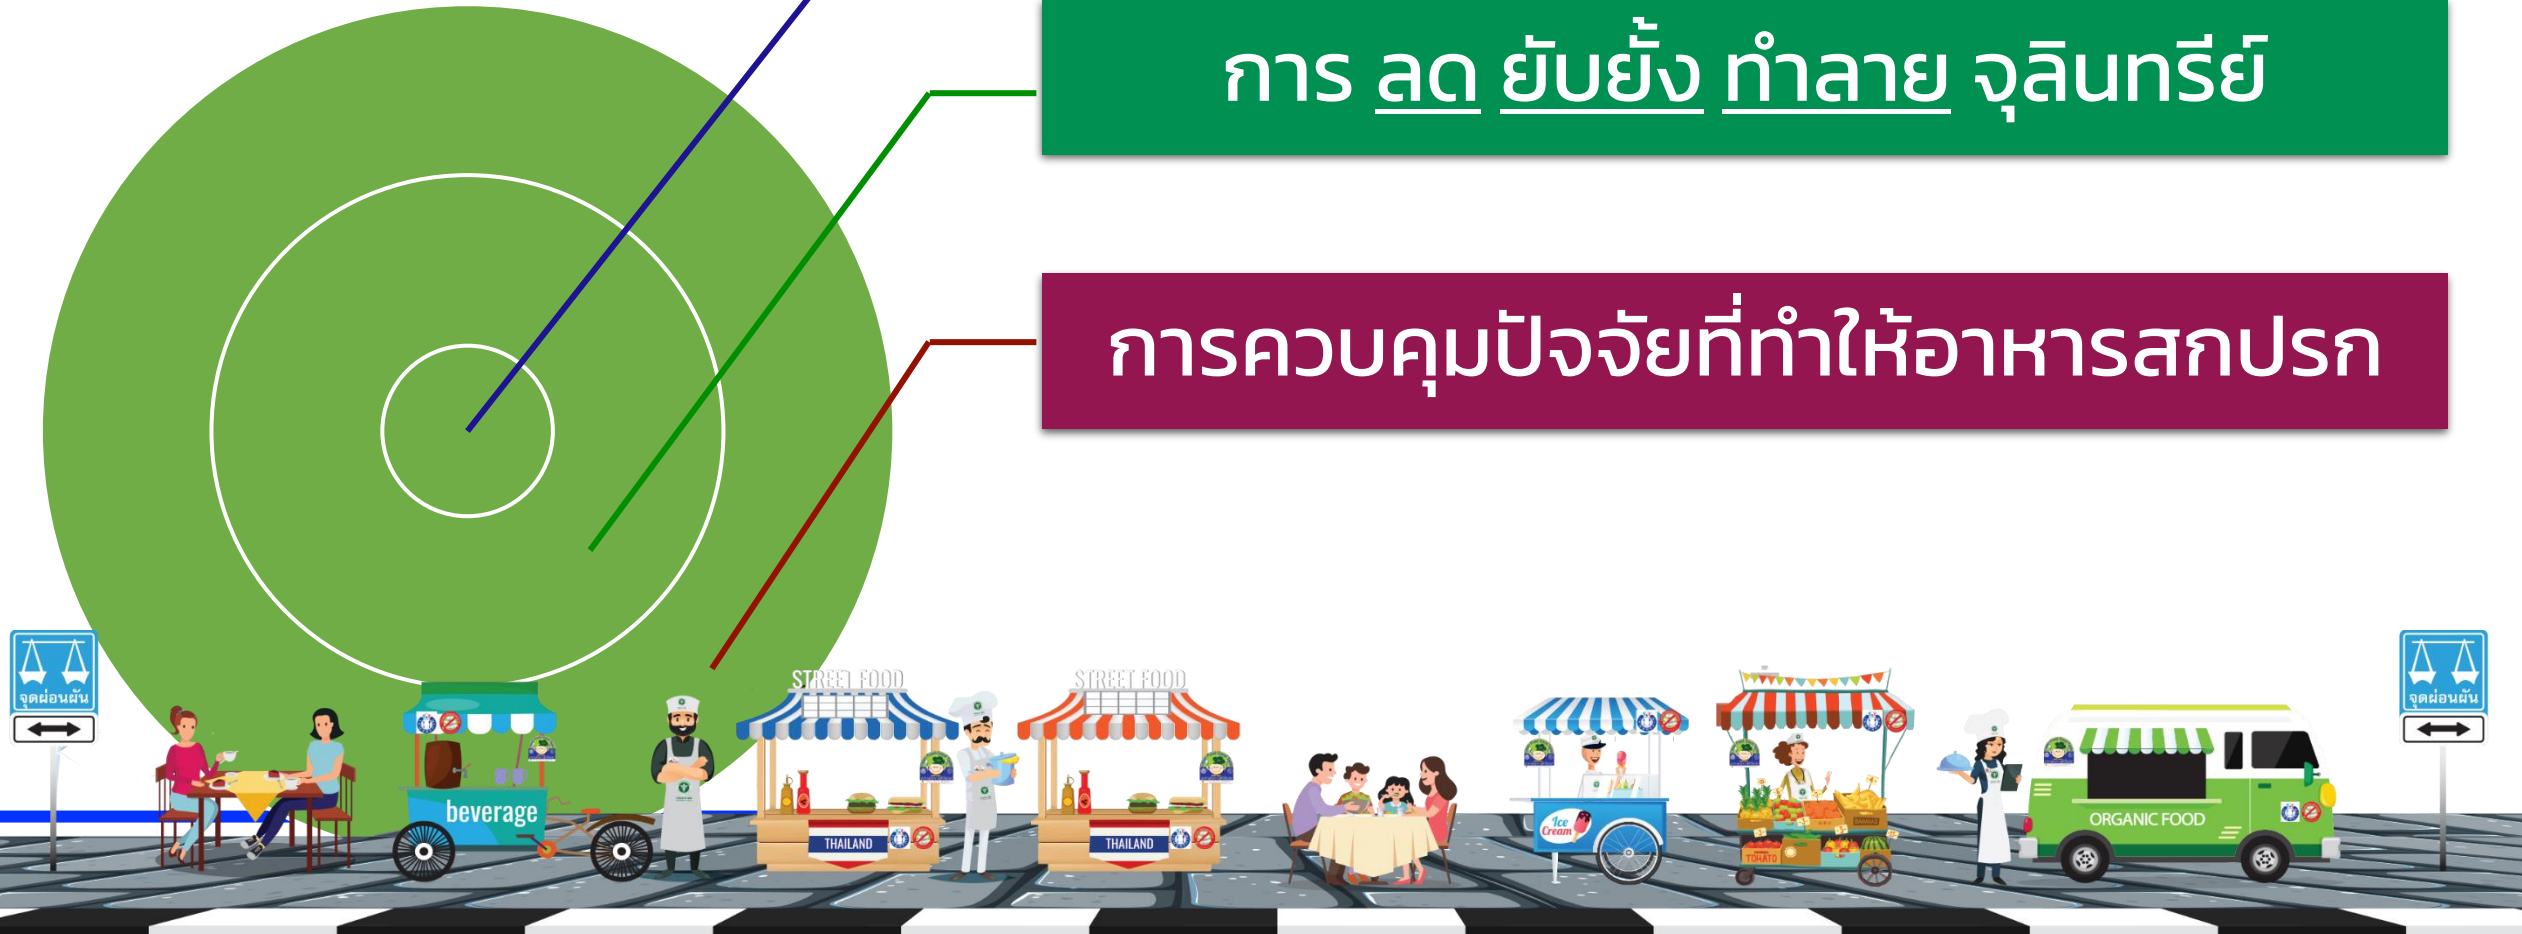 การ ลด ยับยั้ง ทำลาย จุลินทรีย์
การควบคุมปัจจัยที่ทำให้อาหารสกปรก
จุดผ่อนผัน
จุดผ่อนผัน
STREET FOOD
STREET FOOD
beverage
THAILAND
THAILAND
Ice
Cream
TOMATO
ORGANIC FOOD